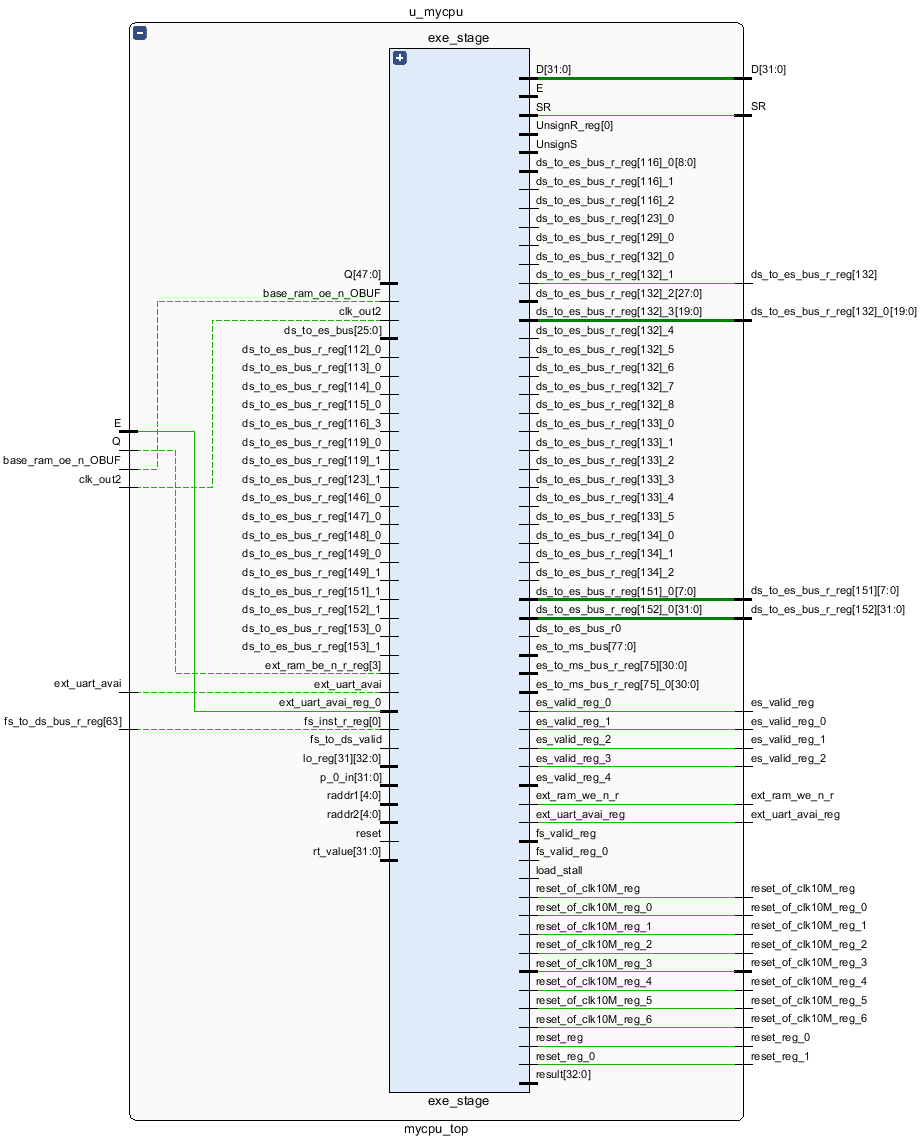 u_mycpu
exe_stage
D[31:0]
D[31:0]
E
SR
SR
UnsignR_reg[0]
UnsignS
ds_to_es_bus_r_reg[116]_0[8:0]
ds_to_es_bus_r_reg[116]_1
ds_to_es_bus_r_reg[116]_2
ds_to_es_bus_r_reg[123]_0
ds_to_es_bus_r_reg[129]_0
ds_to_es_bus_r_reg[132]_0
Q[47:0]
ds_to_es_bus_r_reg[132]_1
ds_to_es_bus_r_reg[132]
base_ram_oe_n_OBUF
ds_to_es_bus_r_reg[132]_2[27:0]
clk_out2
ds_to_es_bus_r_reg[132]_3[19:0]
ds_to_es_bus_r_reg[132]_0[19:0]
ds_to_es_bus[25:0]
ds_to_es_bus_r_reg[132]_4
ds_to_es_bus_r_reg[112]_0
ds_to_es_bus_r_reg[132]_5
ds_to_es_bus_r_reg[113]_0
ds_to_es_bus_r_reg[132]_6
ds_to_es_bus_r_reg[114]_0
ds_to_es_bus_r_reg[132]_7
ds_to_es_bus_r_reg[115]_0
ds_to_es_bus_r_reg[132]_8
E
ds_to_es_bus_r_reg[116]_3
ds_to_es_bus_r_reg[133]_0
Q
ds_to_es_bus_r_reg[119]_0
ds_to_es_bus_r_reg[133]_1
base_ram_oe_n_OBUF
ds_to_es_bus_r_reg[119]_1
ds_to_es_bus_r_reg[133]_2
clk_out2
ds_to_es_bus_r_reg[123]_1
ds_to_es_bus_r_reg[133]_3
ds_to_es_bus_r_reg[146]_0
ds_to_es_bus_r_reg[133]_4
ds_to_es_bus_r_reg[147]_0
ds_to_es_bus_r_reg[133]_5
ds_to_es_bus_r_reg[148]_0
ds_to_es_bus_r_reg[134]_0
ds_to_es_bus_r_reg[149]_0
ds_to_es_bus_r_reg[134]_1
ds_to_es_bus_r_reg[149]_1
ds_to_es_bus_r_reg[134]_2
ds_to_es_bus_r_reg[151]_1
ds_to_es_bus_r_reg[151]_0[7:0]
ds_to_es_bus_r_reg[151][7:0]
ds_to_es_bus_r_reg[152]_1
ds_to_es_bus_r_reg[152]_0[31:0]
ds_to_es_bus_r_reg[152][31:0]
ds_to_es_bus_r_reg[153]_0
ds_to_es_bus_r0
ds_to_es_bus_r_reg[153]_1
es_to_ms_bus[77:0]
ext_ram_be_n_r_reg[3]
es_to_ms_bus_r_reg[75][30:0]
ext_uart_avai
ext_uart_avai
es_to_ms_bus_r_reg[75]_0[30:0]
ext_uart_avai_reg_0
es_valid_reg_0
es_valid_reg
fs_to_ds_bus_r_reg[63]
fs_inst_r_reg[0]
es_valid_reg_1
es_valid_reg_0
fs_to_ds_valid
es_valid_reg_2
es_valid_reg_1
lo_reg[31][32:0]
es_valid_reg_3
es_valid_reg_2
p_0_in[31:0]
es_valid_reg_4
raddr1[4:0]
ext_ram_we_n_r
ext_ram_we_n_r
raddr2[4:0]
ext_uart_avai_reg
ext_uart_avai_reg
reset
fs_valid_reg
rt_value[31:0]
fs_valid_reg_0
load_stall
reset_of_clk10M_reg
reset_of_clk10M_reg
reset_of_clk10M_reg_0
reset_of_clk10M_reg_0
reset_of_clk10M_reg_1
reset_of_clk10M_reg_1
reset_of_clk10M_reg_2
reset_of_clk10M_reg_2
reset_of_clk10M_reg_3
reset_of_clk10M_reg_3
reset_of_clk10M_reg_4
reset_of_clk10M_reg_4
reset_of_clk10M_reg_5
reset_of_clk10M_reg_5
reset_of_clk10M_reg_6
reset_of_clk10M_reg_6
reset_reg
reset_reg_0
reset_reg_0
reset_reg_1
result[32:0]
exe_stage
mycpu_top